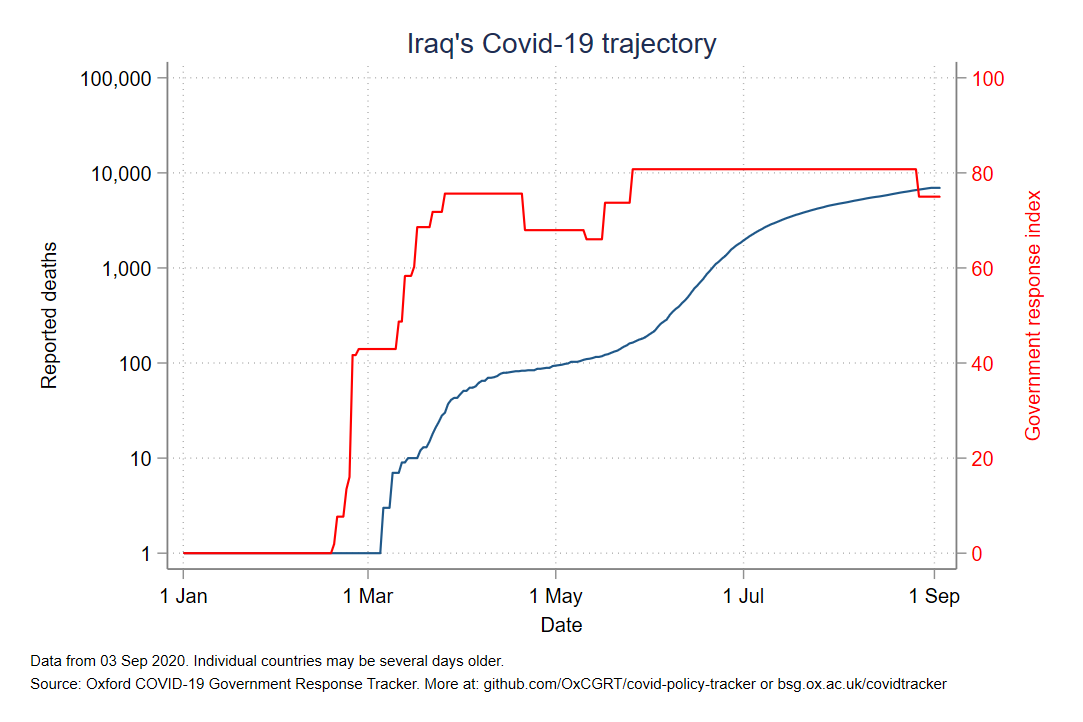 Iraq's Covid-19 trajectory
100,000
10,000
1,000
100
10
1
Reported deaths
100
80
60
40
20
0
Government response index
1 Jan
1 Mar
1 May
1 Jul
1 Sep
Date
Data from 03 Sep 2020. Individual countries may be several days older.
Source: Oxford COVID-19 Government Response Tracker. More at: github.com/OxCGRT/covid-policy-tracker or bsg.ox.ac.uk/covidtracker